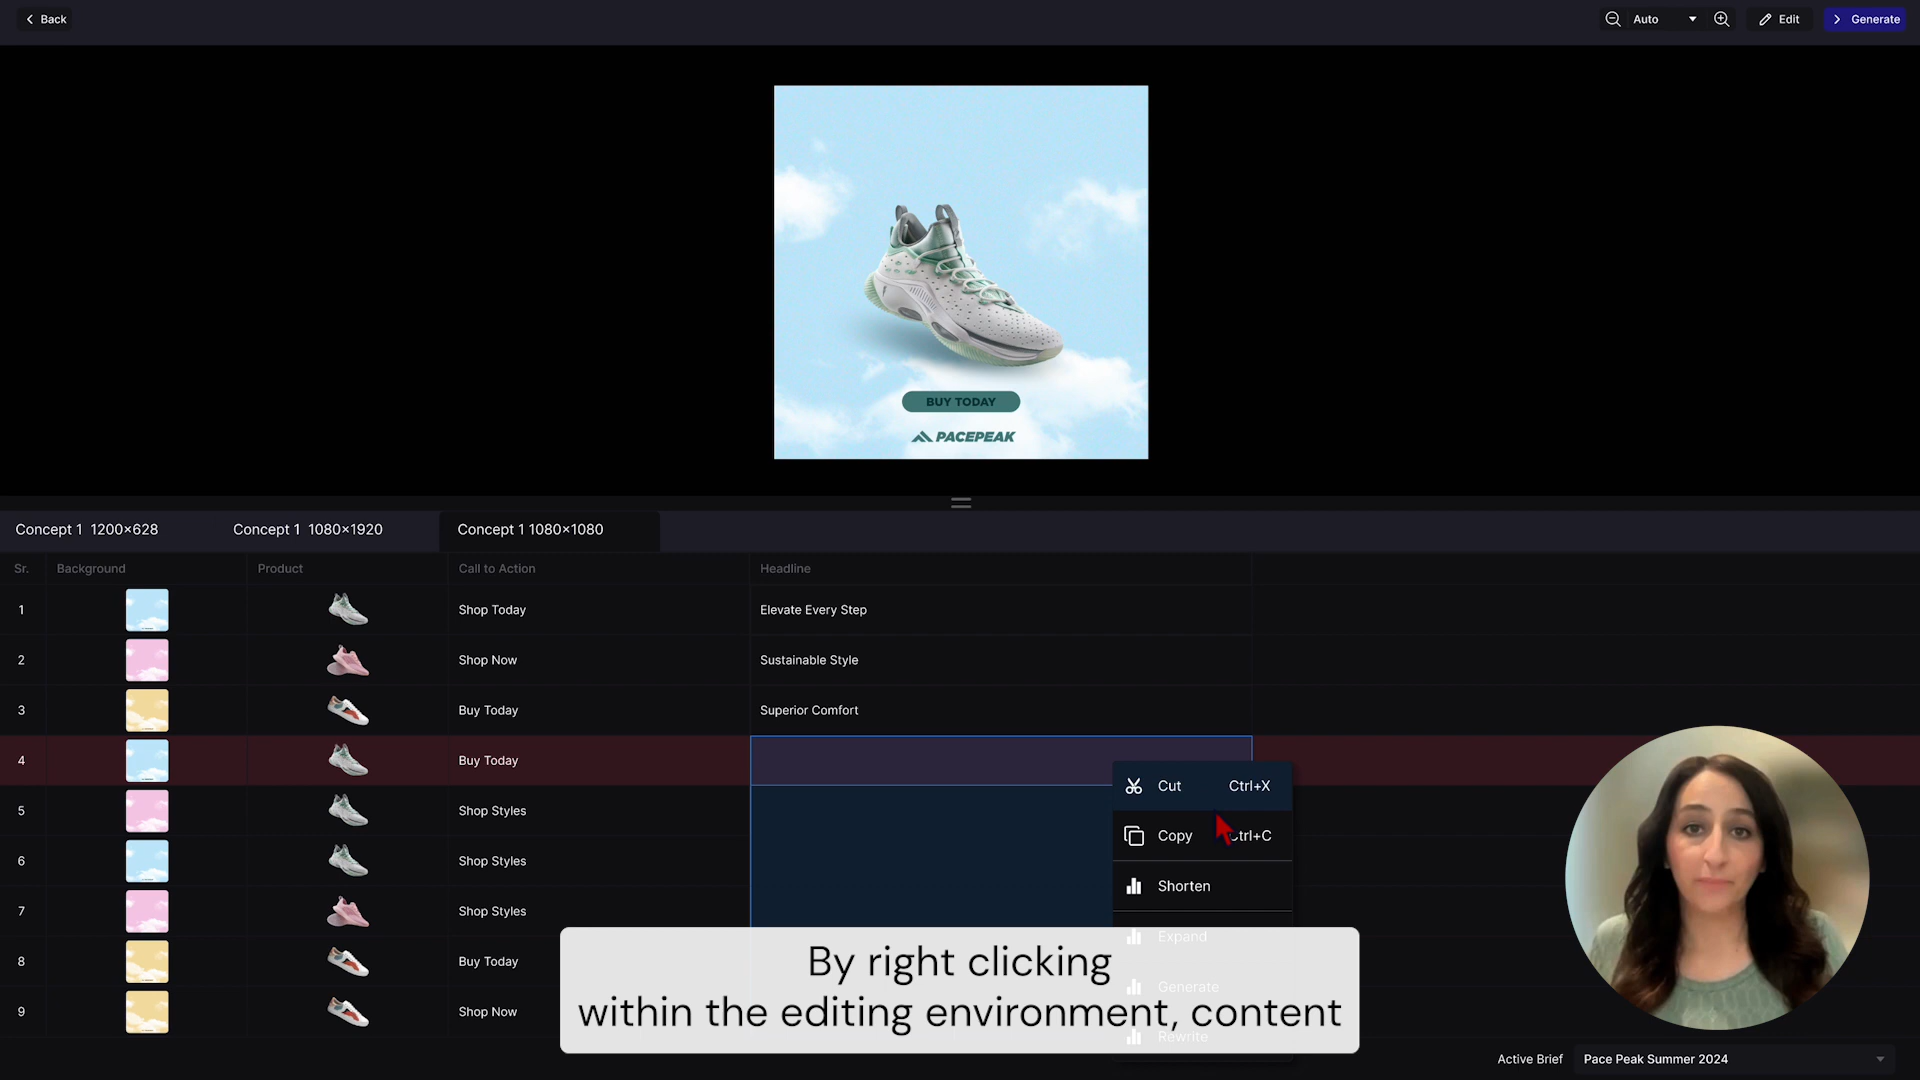 Back
Auto
Edit
Generate
BUY TODAY
PACEPEAK
Concept 1 1200×628
Concept 1 1080×1920
Concept 1 1080×1080
Sr.
Background
Product
Call to Action
Headline
1
Shop Today
Elevate Every Step
2
Shop Now
Sustainable Style
3
Buy Today
Superior Comfort
4
Buy Today
5
Shop Styles
6
Shop Styles
7
Shop Styles
8
Buy Today
9
Shop Now
Cut Ctrl+X
Copy Ctrl+C
Shorten
Expand
Generate
Rewrite
By right clicking
within the editing environment, content
Active Brief
Pace Peak Summer 2024